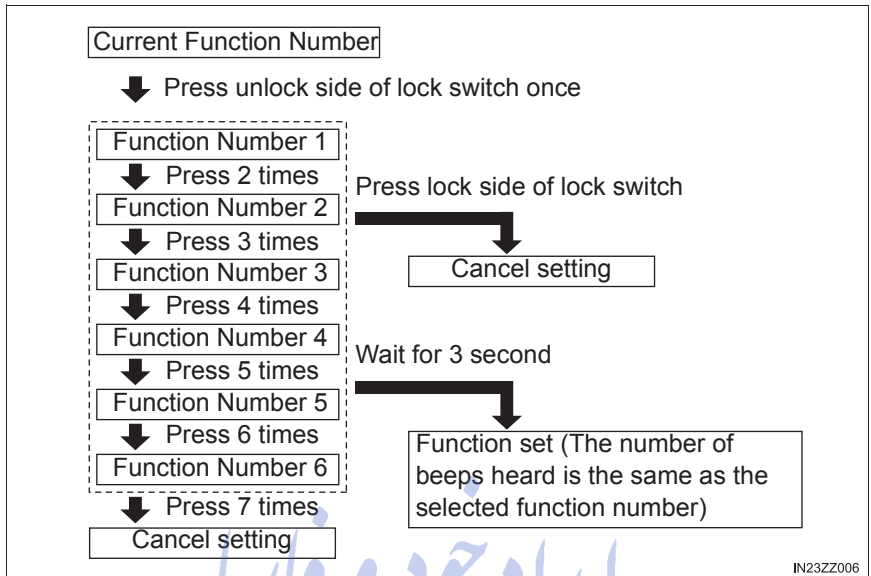 Current Function Number
Press unlock side of lock switch once
Function Number 1
Press 2 times
Function Number 2
Press 3 times
Function Number 3
Press 4 times
Function Number 4
Press 5 times
Function Number 5
Press 6 times
Function Number 6
Press 7 times
Cancel setting
Press lock side of lock switch
Cancel setting
Wait for 3 second
Function set (The number of
beeps heard is the same as the
selected function number)
IN23ZZ006